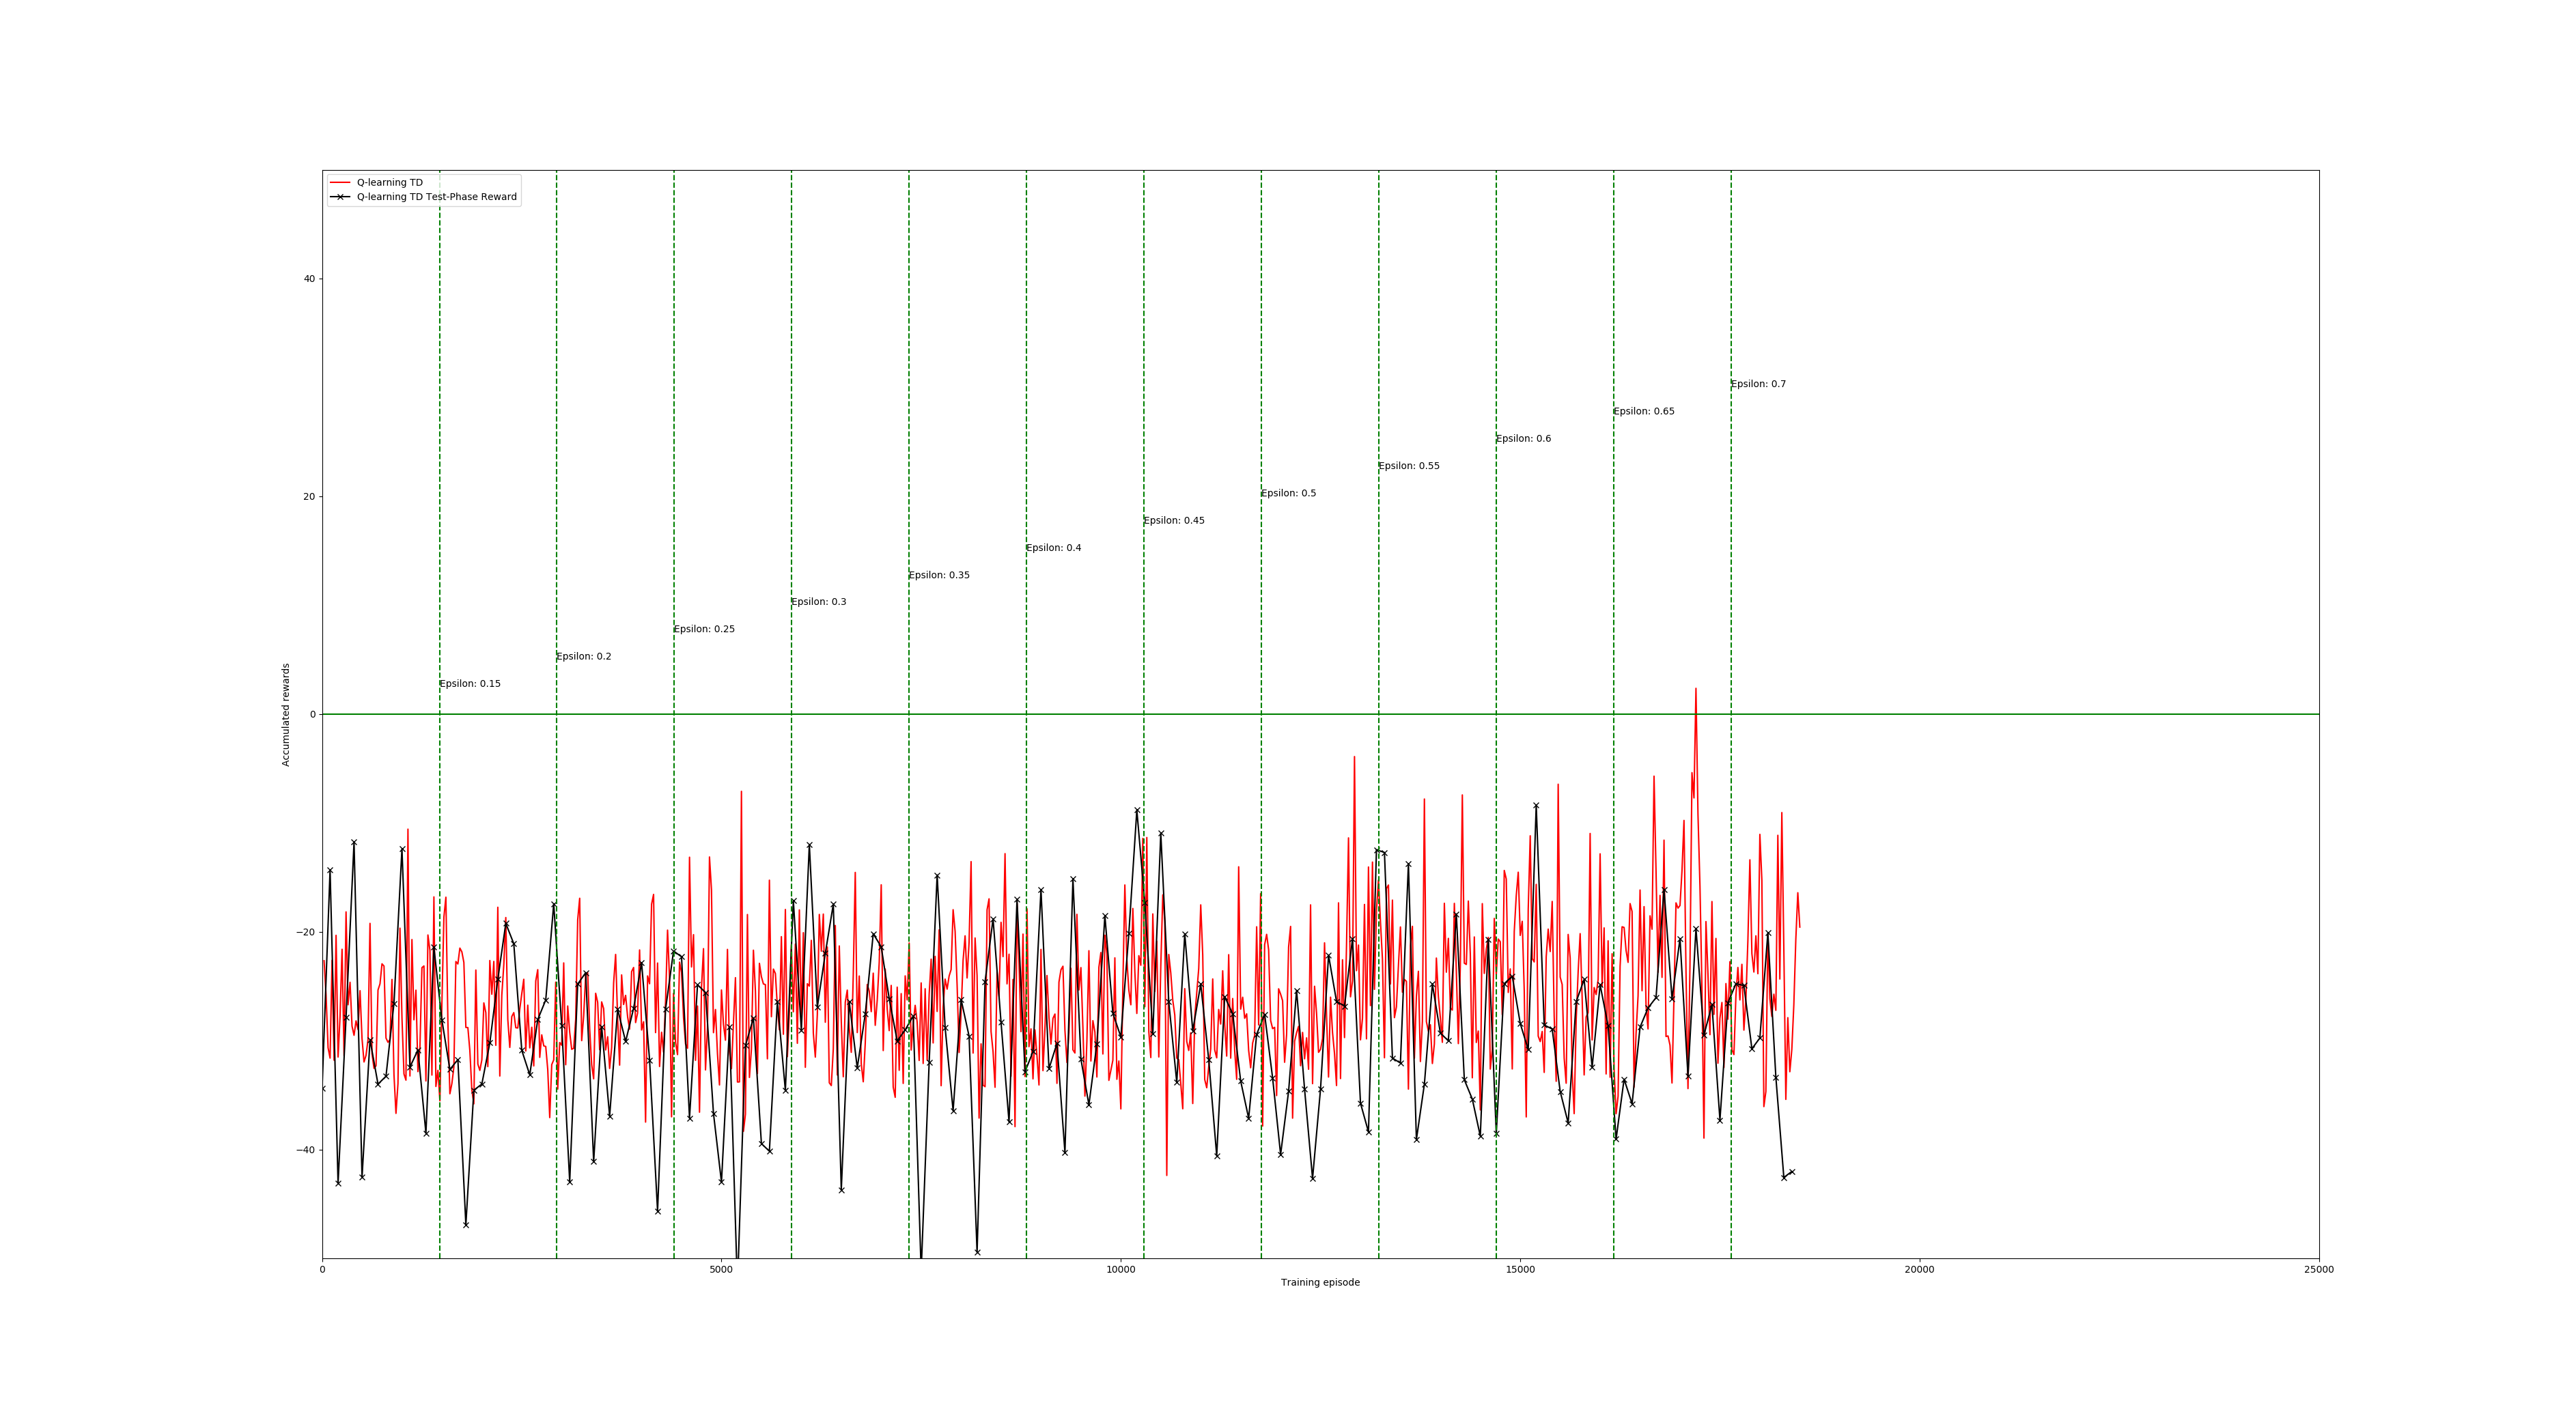 Q-learning TD
Q-learning TD Test-Phase Reward
40
20
0
−20
−40
Accumulated rewards
Epsilon: 0.7
Epsilon: 0.65
Epsilon: 0.6
Epsilon: 0.55
Epsilon: 0.5
Epsilon: 0.45
Epsilon: 0.4
Epsilon: 0.35
Epsilon: 0.3
Epsilon: 0.25
Epsilon: 0.2
Epsilon: 0.15
0 5000 10000 15000 20000 25000
Training episode